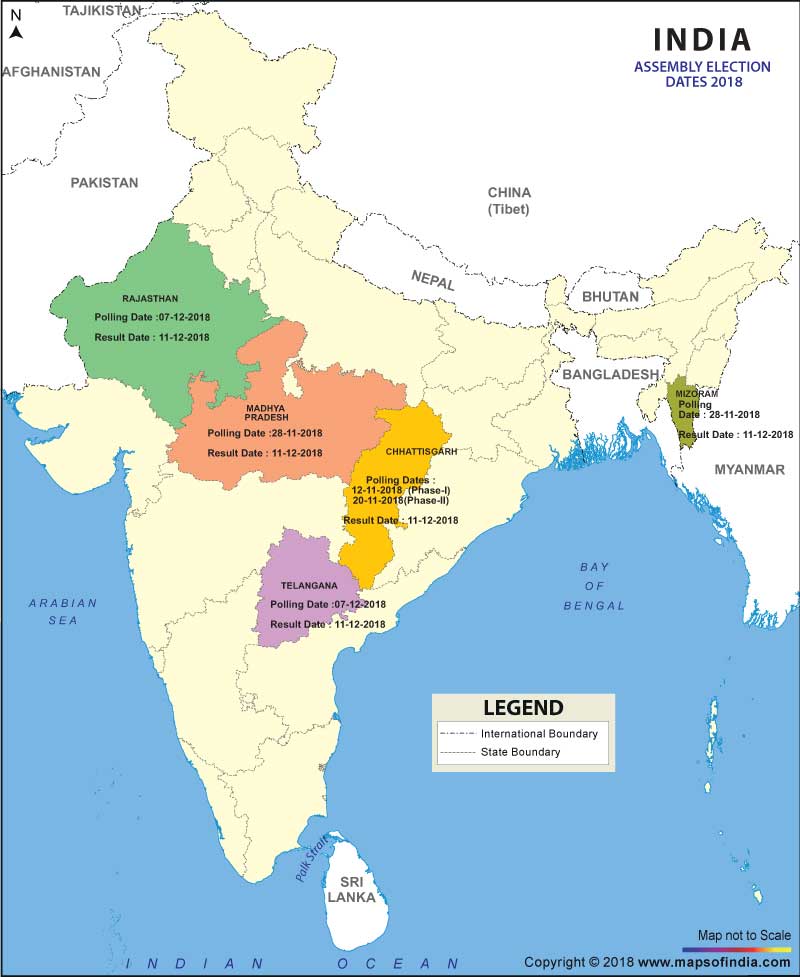 TAJIKISTAN
N
INDIA
ASSEMBLY ELECTION
DATES 2018
AFGHANISTAN
PAKISTAN
CHINA
(Tibet)
NEPAL
BHUTAN
RAJASTHAN
Polling Date :07-12-2018
Result Date : 11-12-2018
BANGLADESH
MIZORAM
Polling
Date : 28-11-2018
Result Date : 11-12-2018
MADHYA
PRADESH
Polling Date :28-11-2018
Result Date : 11-12-2018
CHHATTISGARH
Polling Dates :
12-11-2018 (Phase-I)
20-11-2018(Phase-II)
Result Date : 11-12-2018
MYANMAR
TELANGANA
Polling Date :07-12-2018
Result Date : 11-12-2018
ARABIAN
SEA
BAY
OF
BENGAL
LEGEND
International Boundary
State Boundary
Palk Strait
SRI
LANKA
INDIAN OCEAN
Map not to Scale
Copyright © 2018 www.mapsofindia.com